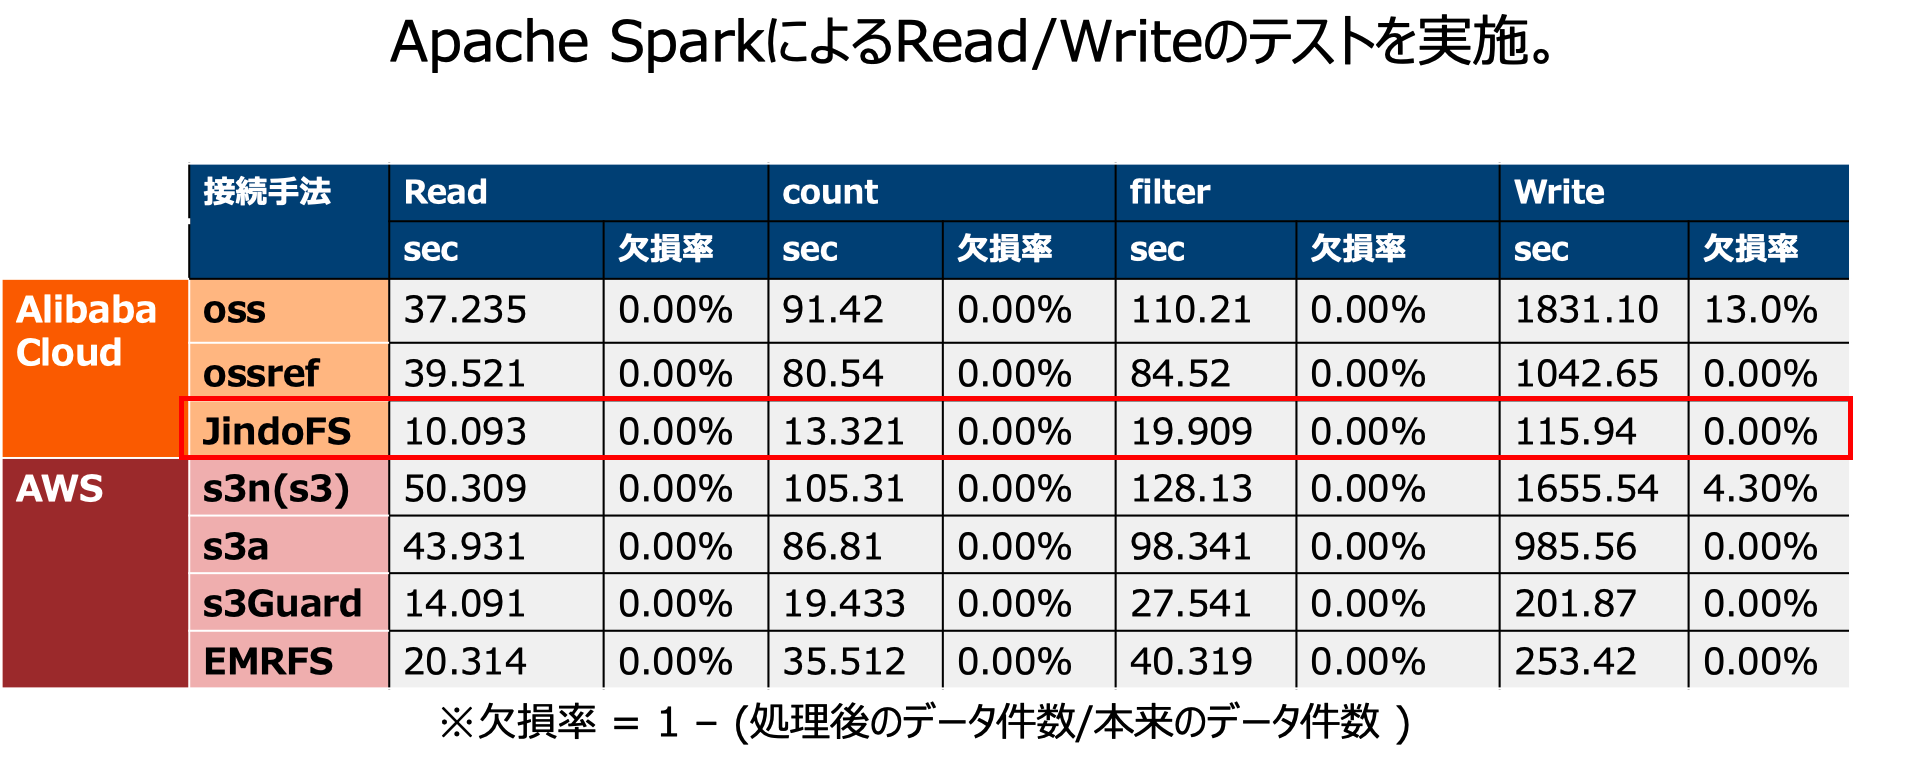 Apache SparkによるRead/Writeのテストを実施。
接続手法 Read count filter Write
sec 欠損率 sec 欠損率 sec 欠損率 sec 欠損率
Alibaba Cloud oss 37.235 0.00% 91.42 0.00% 110.21 0.00% 1831.10 13.0%
ossref 39.521 0.00% 80.54 0.00% 84.52 0.00% 1042.65 0.00%
JindoFS 10.093 0.00% 13.321 0.00% 19.909 0.00% 115.94 0.00%
AWS s3n(s3) 50.309 0.00% 105.31 0.00% 128.13 0.00% 1655.54 4.30%
s3a 43.931 0.00% 86.81 0.00% 98.341 0.00% 985.56 0.00%
s3Guard 14.091 0.00% 19.433 0.00% 27.541 0.00% 201.87 0.00%
EMRFS 20.314 0.00% 35.512 0.00% 40.319 0.00% 253.42 0.00%
※欠損率 = 1 – (処理後のデータ件数/本来のデータ件数 )